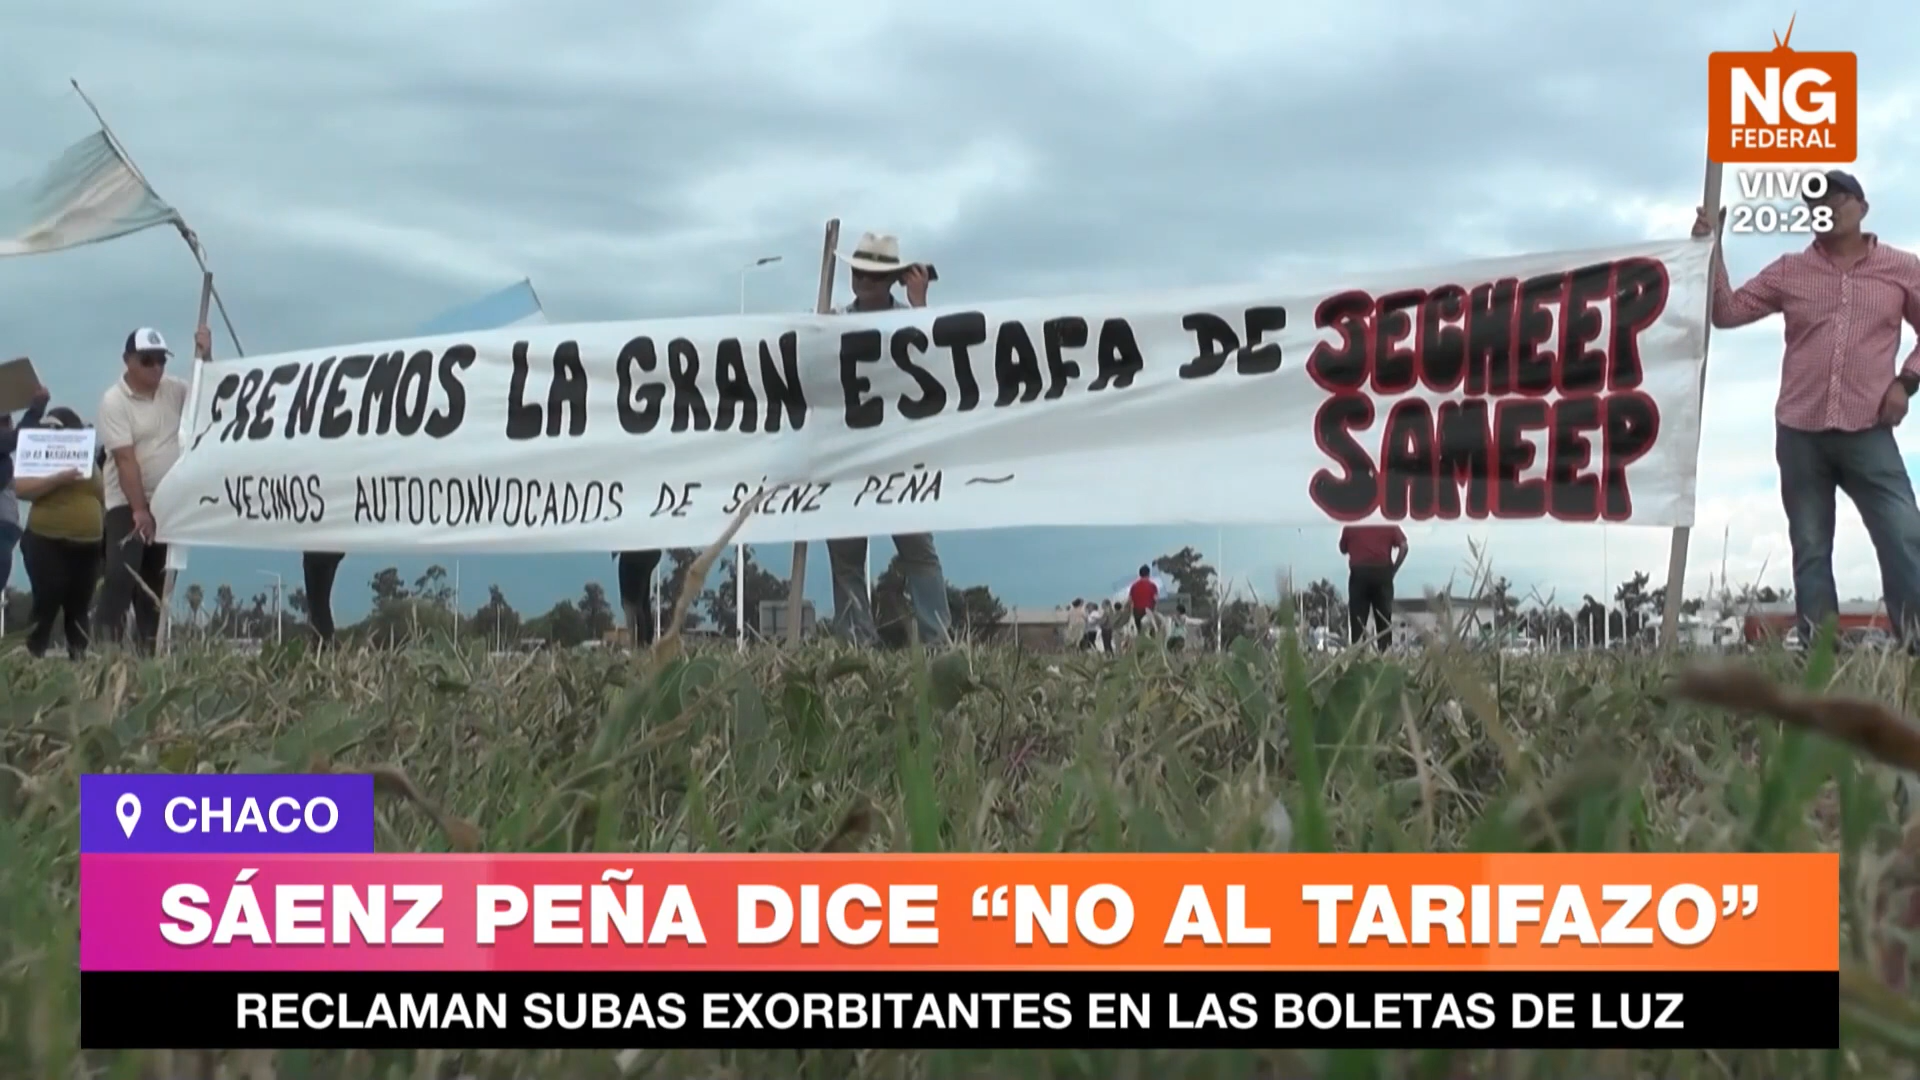 NG
FEDERAL
VIVO
20:28
FRENEMOS LA GRAN ESTAFA DE SECHEEP
SAMEEP
~VECINOS AUTOCONVOCADOS DE SÁENZ PEÑA~
CHACO
SÁENZ PEÑA DICE “NO AL TARIFAZO”
RECLAMAN SUBAS EXORBITANTES EN LAS BOLETAS DE LUZ